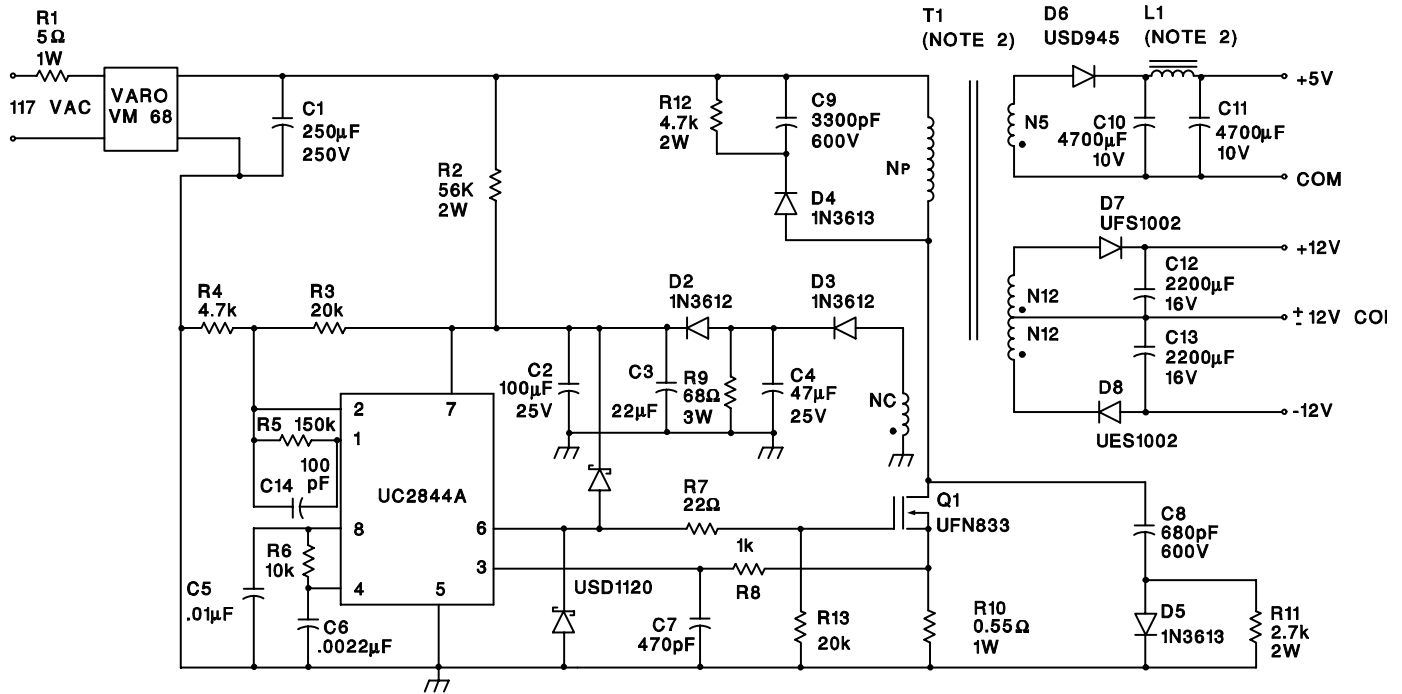 R1
5Ω
1W
117 VAC
VARO
VM 68
C1
250µF
250V
R2
56K
2W
R12
4.7k
2W
C9
3300pF
600V
D4
1N3613
NP
T1
(NOTE 2)
D6
USD945
L1
(NOTE 2)
N5
C10
4700µF
10V
C11
4700µF
10V
+5V
COM
D7
UFS1002
+12V
N12
N12
C12
2200µF
16V
± 12V COI
C13
2200µF
16V
D8
UES1002
-12V
R4
4.7k
R3
20k
D2
1N3612
D3
1N3612
C2
100µF
25V
C3
22µF
R9
68Ω
3W
C4
47µF
25V
NC
2
7
R5 150k
1
100
pF
C14
UC2844A
8
6
R6
10k
3
4
5
C5
.01µF
C6
.0022µF
USD1120
R7
22Ω
1k
R8
C7
470pF
R13
20k
Q1
UFN833
R10
0.55Ω
1W
C8
680pF
600V
D5
1N3613
R11
2.7k
2W